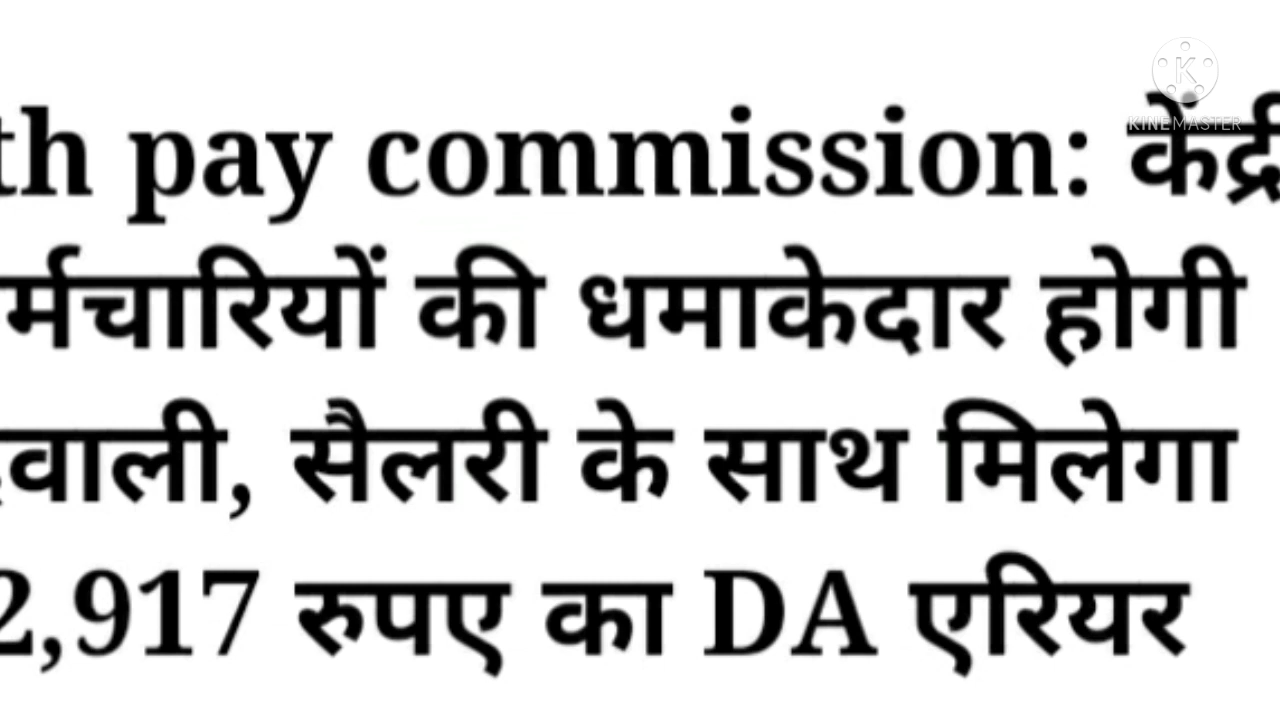 th pay commission: केंद्री
र्मचारियों की धमाकेदार होगी
वाली, सैलरी के साथ मिलेगा
2,917 रुपए का DA एरियर
KINEMASTER